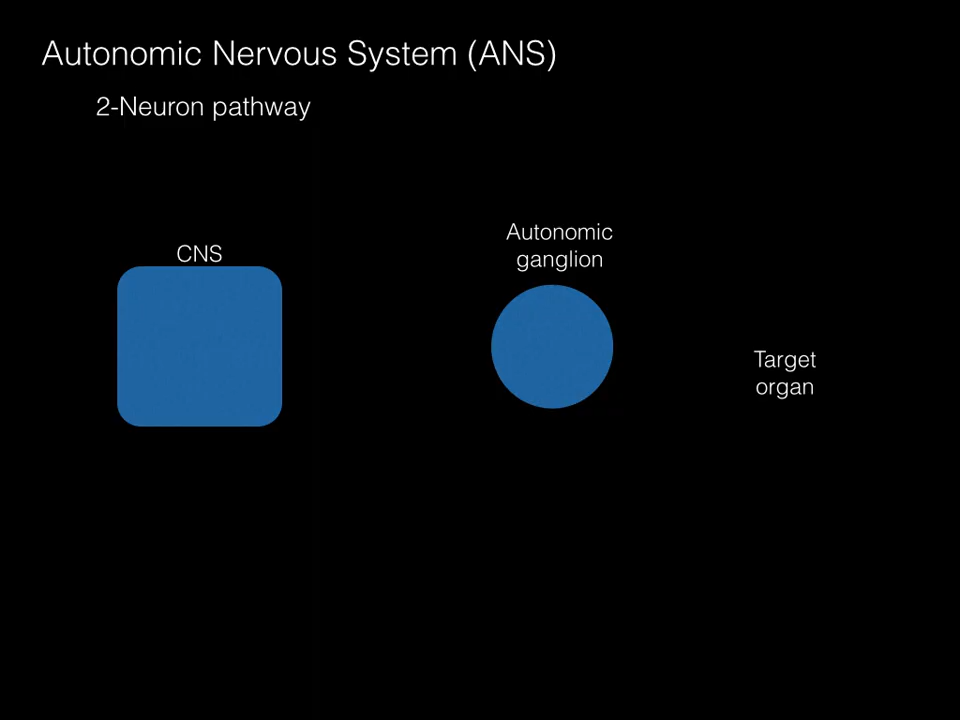 Autonomic Nervous System (ANS)
2-Neuron pathway
CNS
Autonomic
ganglion
Target
organ